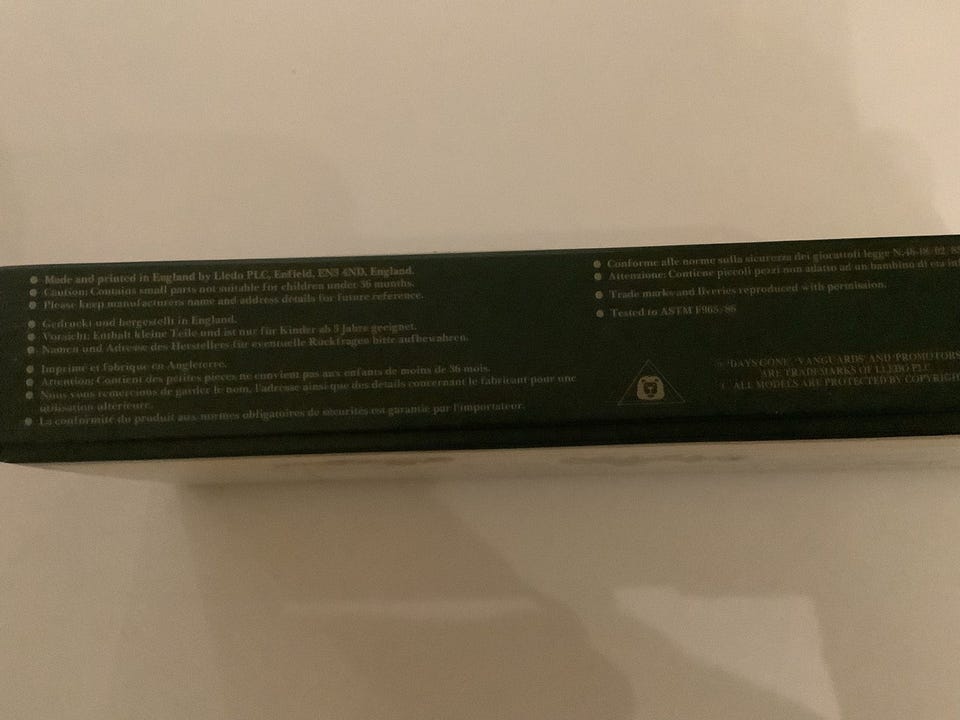 Made and printed in England by Lledo PLC, Enfield, EN3 4ND, England.
Caution: Contains small parts not suitable for children under 36 months.
Please keep manufacturers name and address details for future reference.
Gedruckt und hergestellt in England.
Vorsicht: Enthalt kleine Teile und ist nur für Kinder ab 3 Jahre geeignet.
Namen und Adresse des Herstellers für eventuelle Rückfragen bitte aufbewahren.
Imprimé et fabriqué en Angleterre.
Attention: Contient des petites pieces ne convient pas aux enfants de moins de 36 mois.
Nous vous remercions de garder le nom, l'adresse ainsi que des details concernant le fabricant pour une
utilisation ultérieure.
La conformité du produit aux normes obligatoires de sécurités est garantie par l'importateur.
Conforme alle norme sulla sicurezza dei giocattoli legge
Attenzione: Contiene piccoli pezzi non adatto ad un bambino di eta
Trade marks and liveries reproduced with permission.
Tested to ASTM F963/86
'DAYS GONE', 'VANGUARDS' AND PROMOTORS
ARE TRADEMARKS OF LLEDO PLC
ALL MODELS ARE PROTECTED BY COPYRIGH